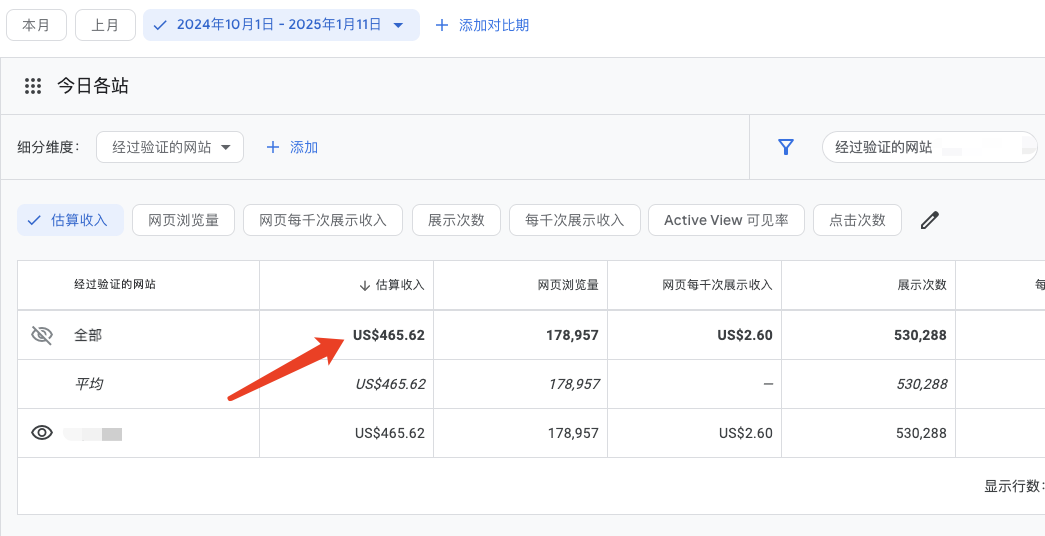 本月 上月 2024年10月1日 - 2025年1月11日 + 添加对比期
今日各站
细分维度： 经过验证的网站 + 添加 经过验证的网站
估算收入 网页浏览量 网页每千次展示收入 展示次数 每千次展示收入 Active View 可见率 点击次数
经过验证的网站 ↓ 估算收入 网页浏览量 网页每千次展示收入 展示次数 每
全部 US$465.62 178,957 US$2.60 530,288
平均 US$465.62 178,957 – 530,288
US$465.62 178,957 US$2.60 530,288
显示行数：